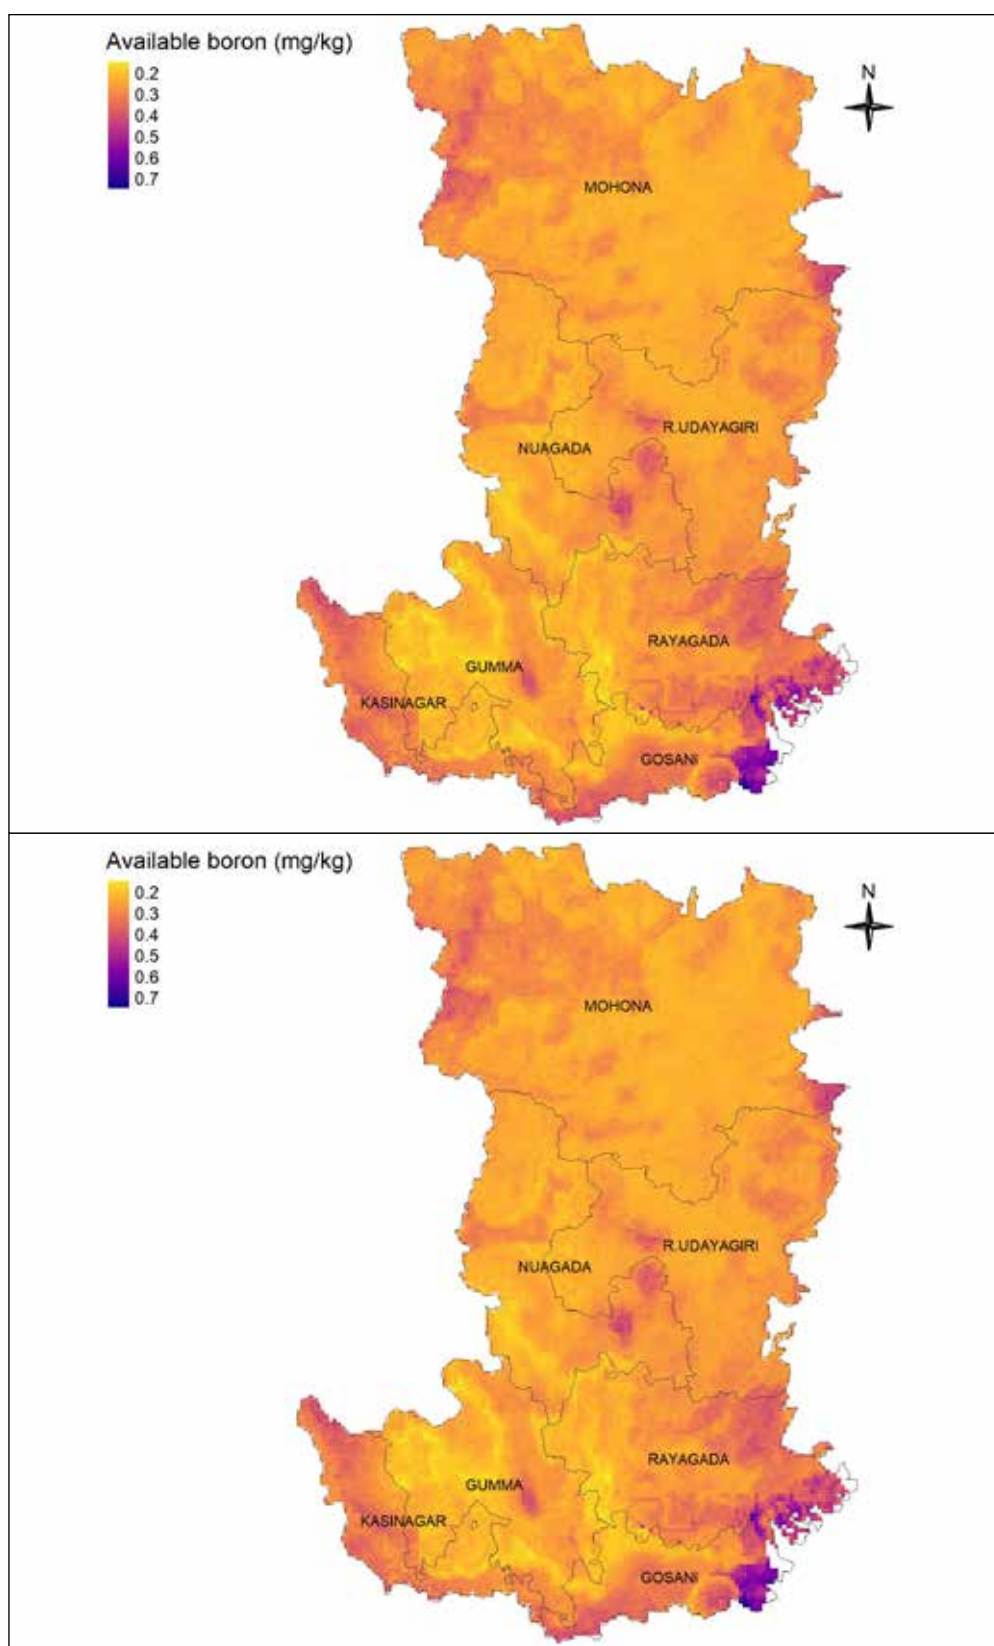 Available boron (mg/kg)
0.2
0.3
0.4
0.5
0.6
0.7
N
MOHONA
R.UDAYAGIRI
NUAGADA
RAYAGADA
GUMMA
KASINAGAR
GOSANI
Available boron (mg/kg)
0.2
0.3
0.4
0.5
0.6
0.7
N
MOHONA
R.UDAYAGIRI
NUAGADA
RAYAGADA
GUMMA
KASINAGAR
GOSANI